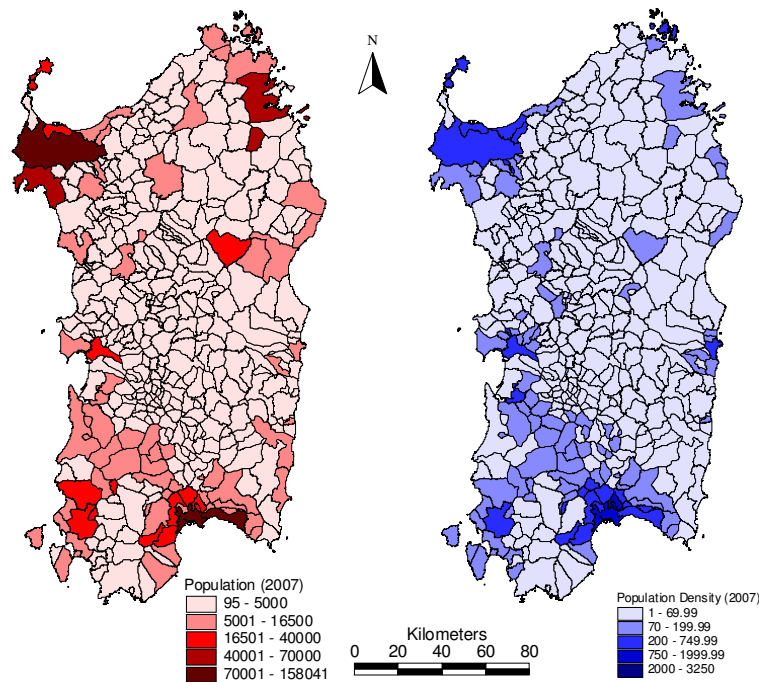 N
Population (2007)
95 - 5000
5001 - 16500
16501 - 40000
40001 - 70000
70001 - 158041
Kilometers
0 20 40 60 80
Population Density (2007)
1 - 69.99
70 - 199.99
200 - 749.99
750 - 1999.99
2000 - 3250